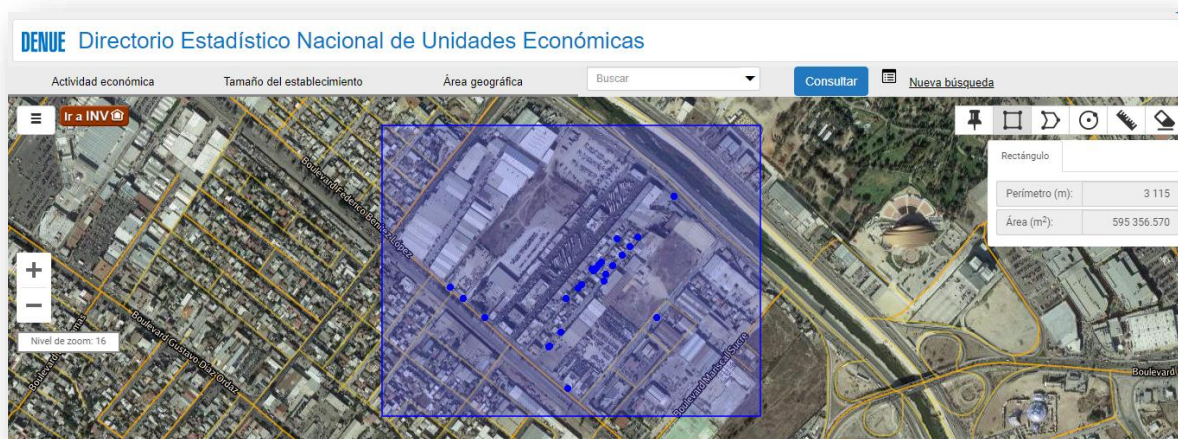 DENUE Directorio Estadístico Nacional de Unidades Económicas
Actividad económica Tamaño del establecimiento Área geográfica Buscar Consultar Nueva búsqueda
Ir a INV
Rectángulo
Perímetro (m): 3 115
Área (m²): 595 356.570
Boulevard Federico Benítez López
Nivel de zoom: 16
Boulevard Gustavo Díaz Ordaz
Boulevard Mariscal Sucre
Boulevard
Boulevard